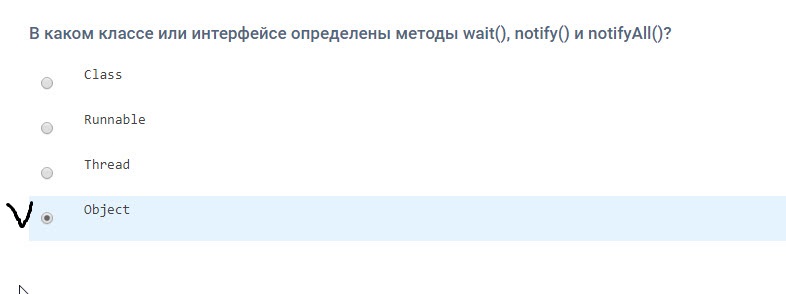 В каком классе или интерфейсе определены методы wait(), notify() и notifyAll()?
Class
Runnable
Thread
Object